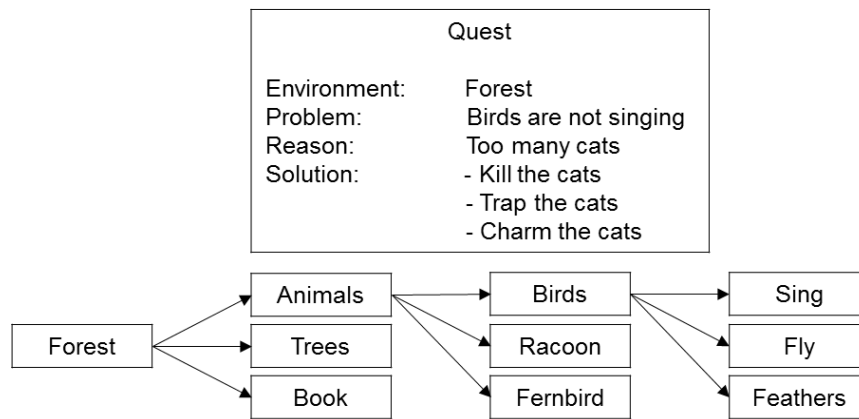 Quest
Environment: Forest
Problem: Birds are not singing
Reason: Too many cats
Solution: - Kill the cats
- Trap the cats
- Charm the cats
Animals Birds Sing
Forest Trees Racoon Fly
Book Fernbird Feathers